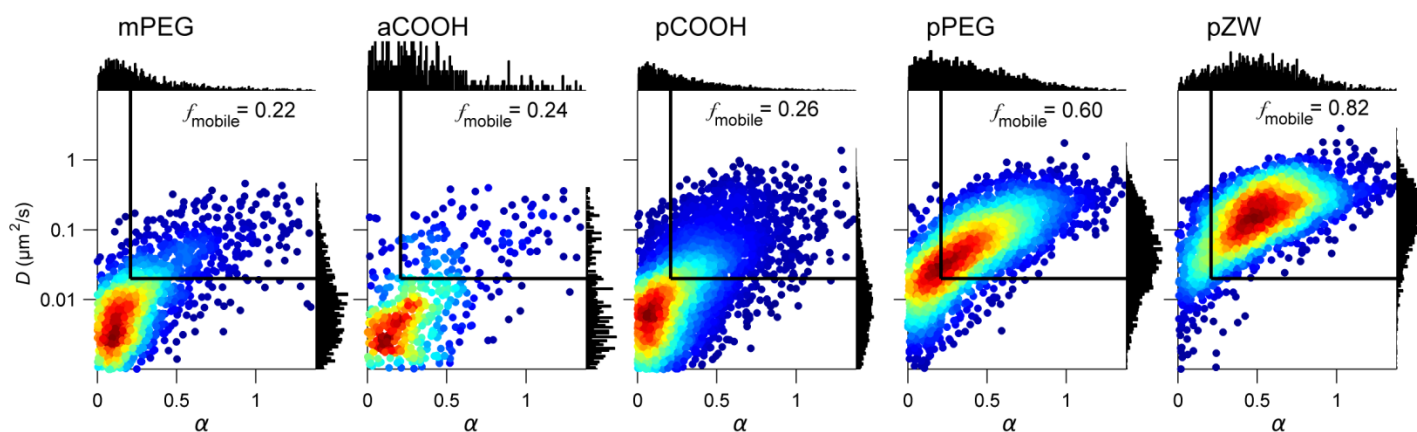 mPEG aCOOH pCOOH pPEG pZW
fmobile= 0.22 fmobile= 0.24 fmobile= 0.26 fmobile= 0.60 fmobile= 0.82
1
0.1
0.01
D (µm²/s)
0 0.5 1 0 0.5 1 0 0.5 1 0 0.5 1 0 0.5 1
α α α α α